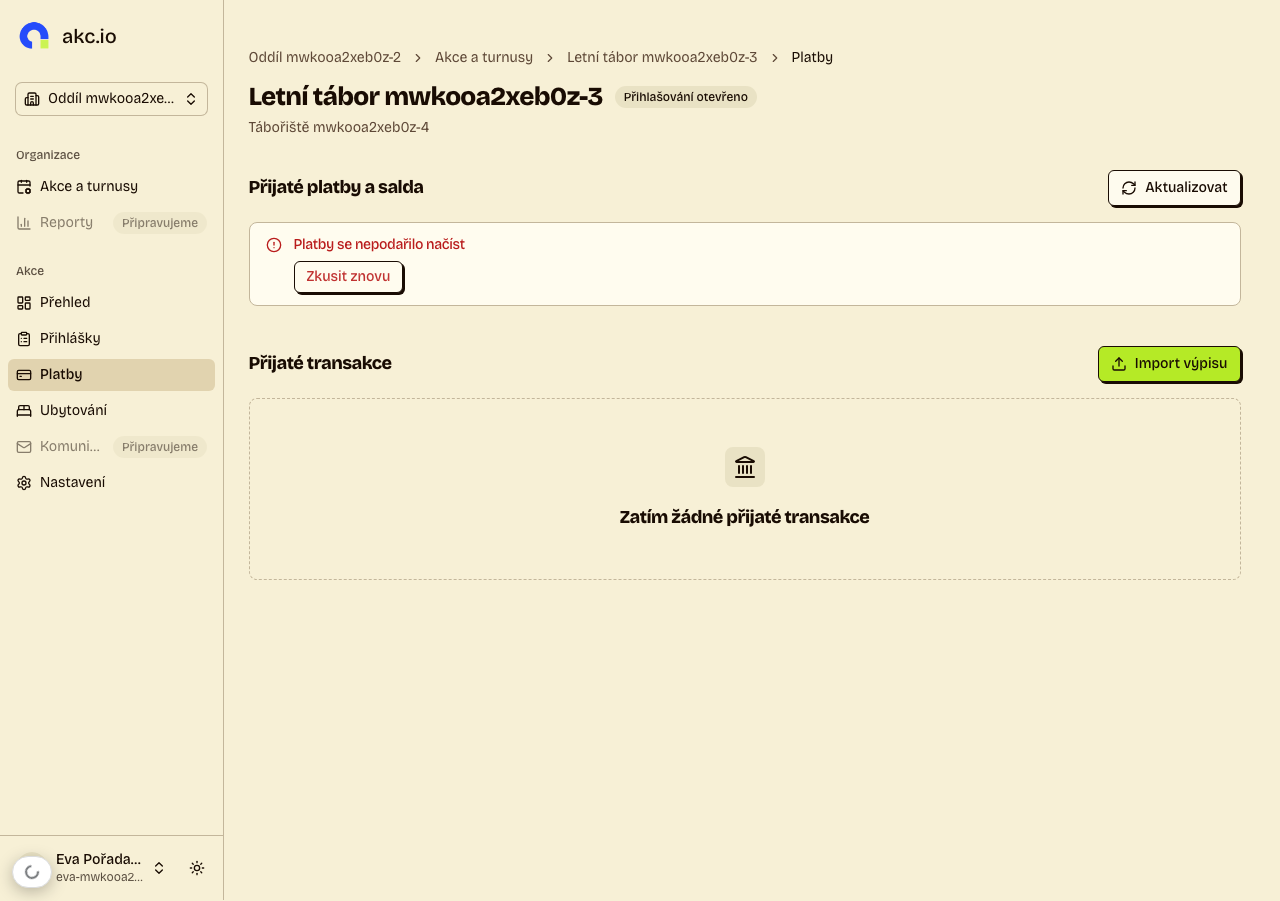 akc.io
Oddíl mwkooa2xe...
Organizace
Akce a turnusy
Reporty
Připravujeme
Akce
Přehled
Přihlášky
Platby
Ubytování
Komuni...
Připravujeme
Nastavení
Eva Pořada...
eva-mwkooa2...
Oddíl mwkooa2xeb0z-2 > Akce a turnusy > Letní tábor mwkooa2xeb0z-3 > Platby
Letní tábor mwkooa2xeb0z-3
Přihlašování otevřeno
Tábořiště mwkooa2xeb0z-4
Přijaté platby a salda
Aktualizovat
Platby se nepodařilo načíst
Zkusit znovu
Přijaté transakce
Import výpisu
Zatím žádné přijaté transakce